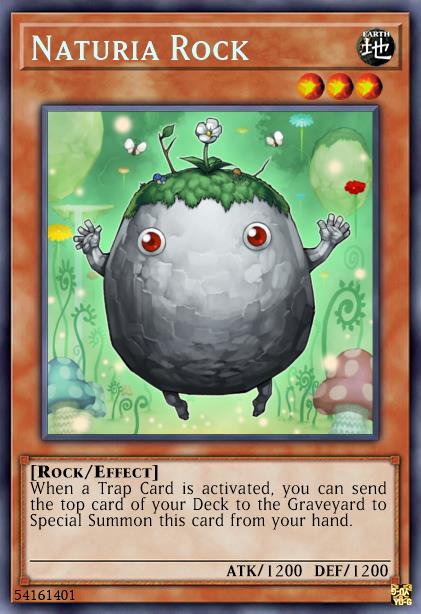 NATURIA ROCK
EARTH
地
[ROCK/EFFECT]
When a Trap Card is activated, you can send
the top card of your Deck to the Graveyard to
Special Summon this card from your hand.
ATK/1200 DEF/1200
54161401